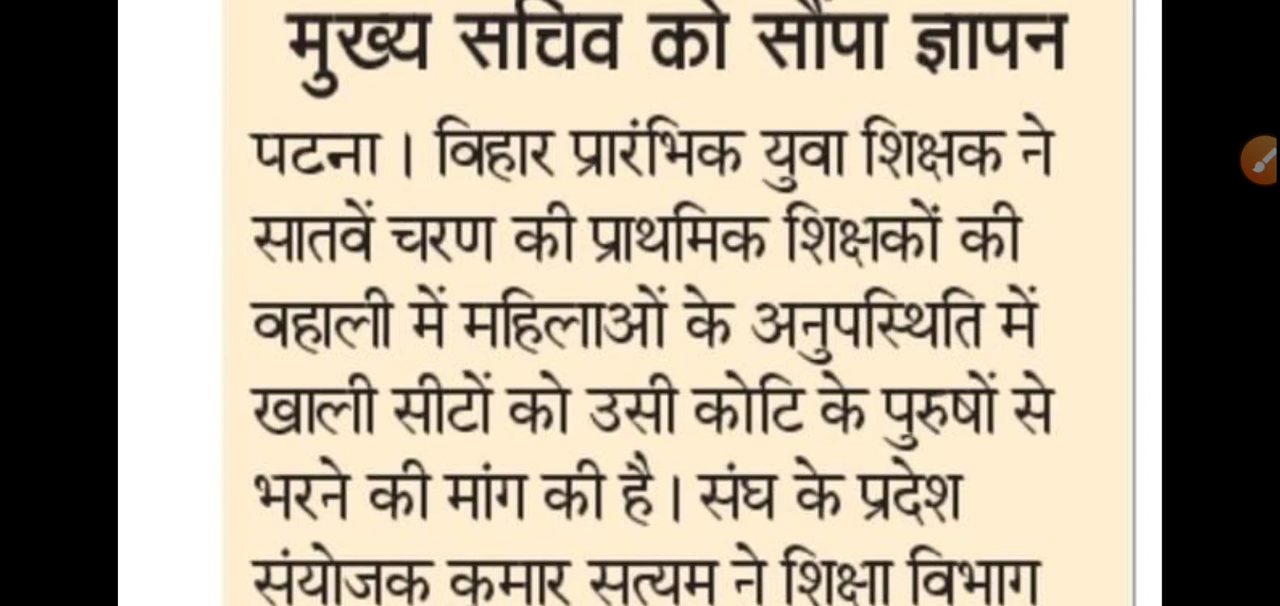 मुख्य सचिव को सौंपा ज्ञापन
पटना । विहार प्रारंभिक युवा शिक्षक ने
सातवें चरण की प्राथमिक शिक्षकों की
वहाली में महिलाओं के अनुपस्थिति में
खाली सीटों को उसी कोटि के पुरुषों से
भरने की मांग की है । संघ के प्रदेश
संयोजक कुमार सत्यम ने शिक्षा विभाग